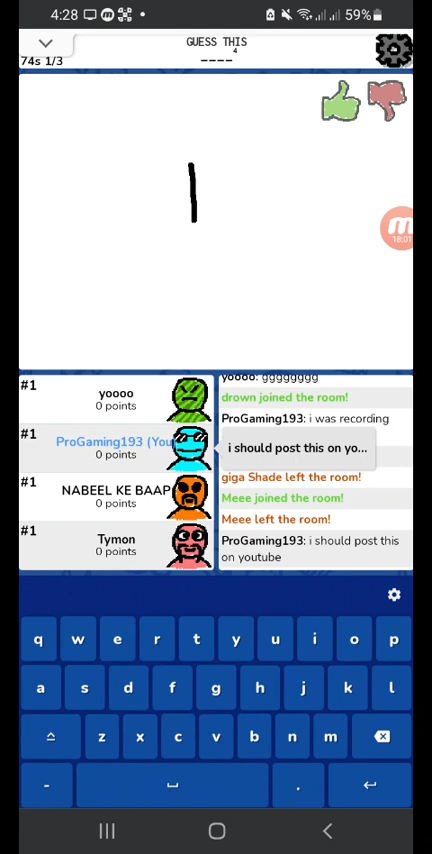 4:28
59%
GUESS THIS
____ 4
74s 1/3
18:01
#1
yoooo
0 points
#1
ProGaming193 (You
0 points
#1
NABEEL KE BAAP
0 points
#1
Tymon
0 points
yoooo: gggggggg
drown joined the room!
ProGaming193: i was recording
i should post this on yo...
giga Shade left the room!
Meee joined the room!
Meee left the room!
ProGaming193: i should post this
on youtube
q w e r t y u i o p
a s d f g h j k l
z x c v b n m
- .